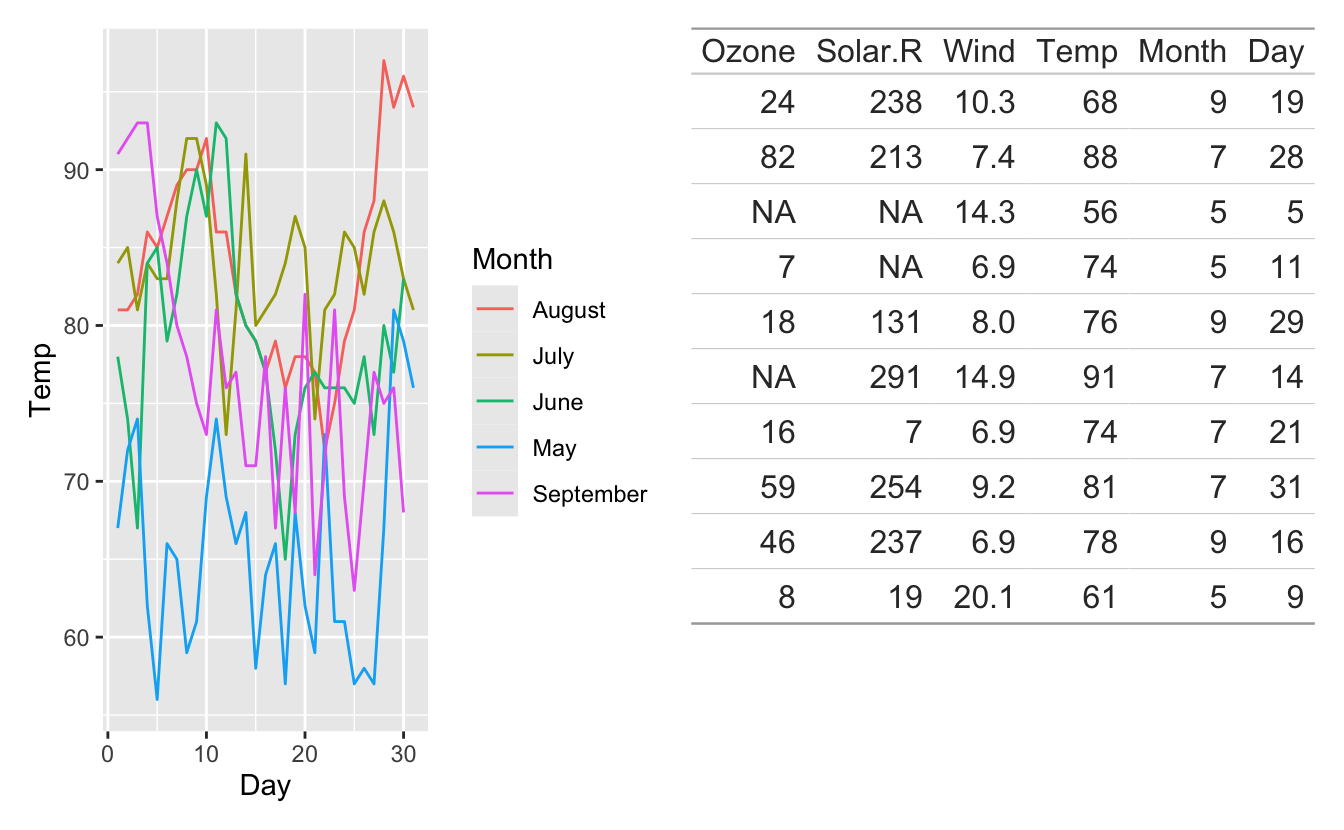 Temp
90
80
70
60
0 10 20 30
Day
Month
August
July
June
May
September
Ozone Solar.R Wind Temp Month Day
24 238 10.3 68 9 19
82 213 7.4 88 7 28
NA NA 14.3 56 5 5
7 NA 6.9 74 5 11
18 131 8.0 76 9 29
NA 291 14.9 91 7 14
16 7 6.9 74 7 21
59 254 9.2 81 7 31
46 237 6.9 78 9 16
8 19 20.1 61 5 9